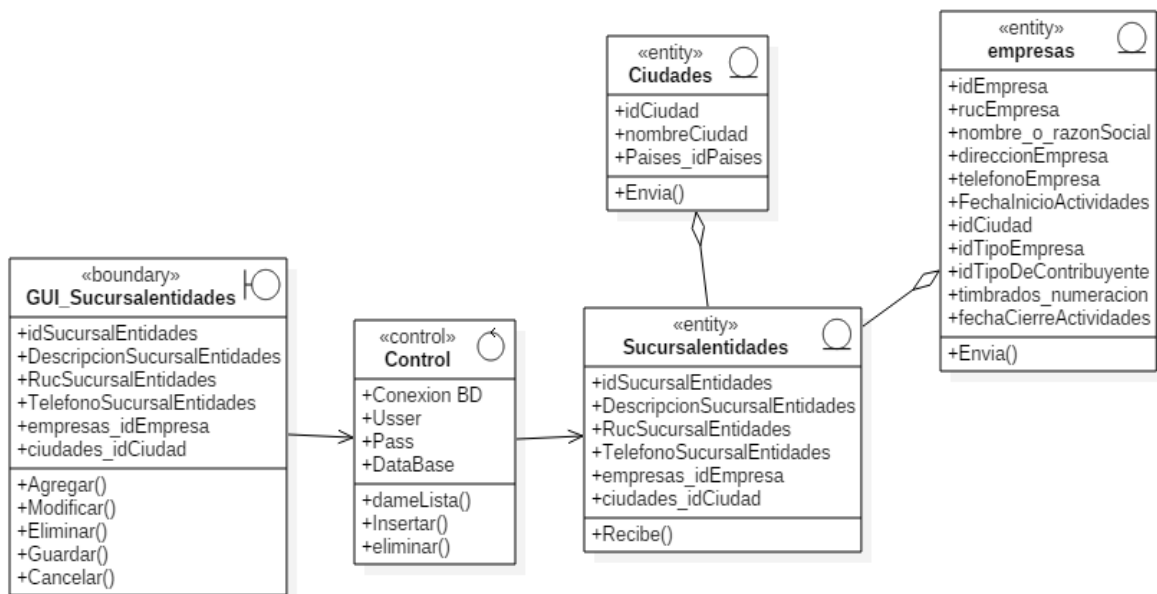 «entity»
Ciudades
+idCiudad
+nombreCiudad
+Paises_idPaises
+Envia()
«entity»
empresas
+idEmpresa
+rucEmpresa
+nombre_o_razonSocial
+direccionEmpresa
+telefonoEmpresa
+FechaInicioActividades
+idCiudad
+idTipoEmpresa
+idTipoDeContribuyente
+timbrados_numeracion
+fechaCierreActividades
+Envia()
«boundary»
GUI_Sucursalentidades
+idSucursalEntidades
+DescripcionSucursalEntidades
+RucSucursalEntidades
+TelefonoSucursalEntidades
+empresas_idEmpresa
+ciudades_idCiudad
+Agregar()
+Modificar()
+Eliminar()
+Guardar()
+Cancelar()
«control»
Control
+Conexion BD
+Usser
+Pass
+DataBase
+dameLista()
+Insertar()
+eliminar()
«entity»
Sucursalentidades
+idSucursalEntidades
+DescripcionSucursalEntidades
+RucSucursalEntidades
+TelefonoSucursalEntidades
+empresas_idEmpresa
+ciudades_idCiudad
+Recibe()